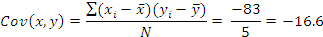 Cov(x, y) = ∑(xᵢ − x̄)(yᵢ − ȳ) / N = −83 / 5 = −16.6